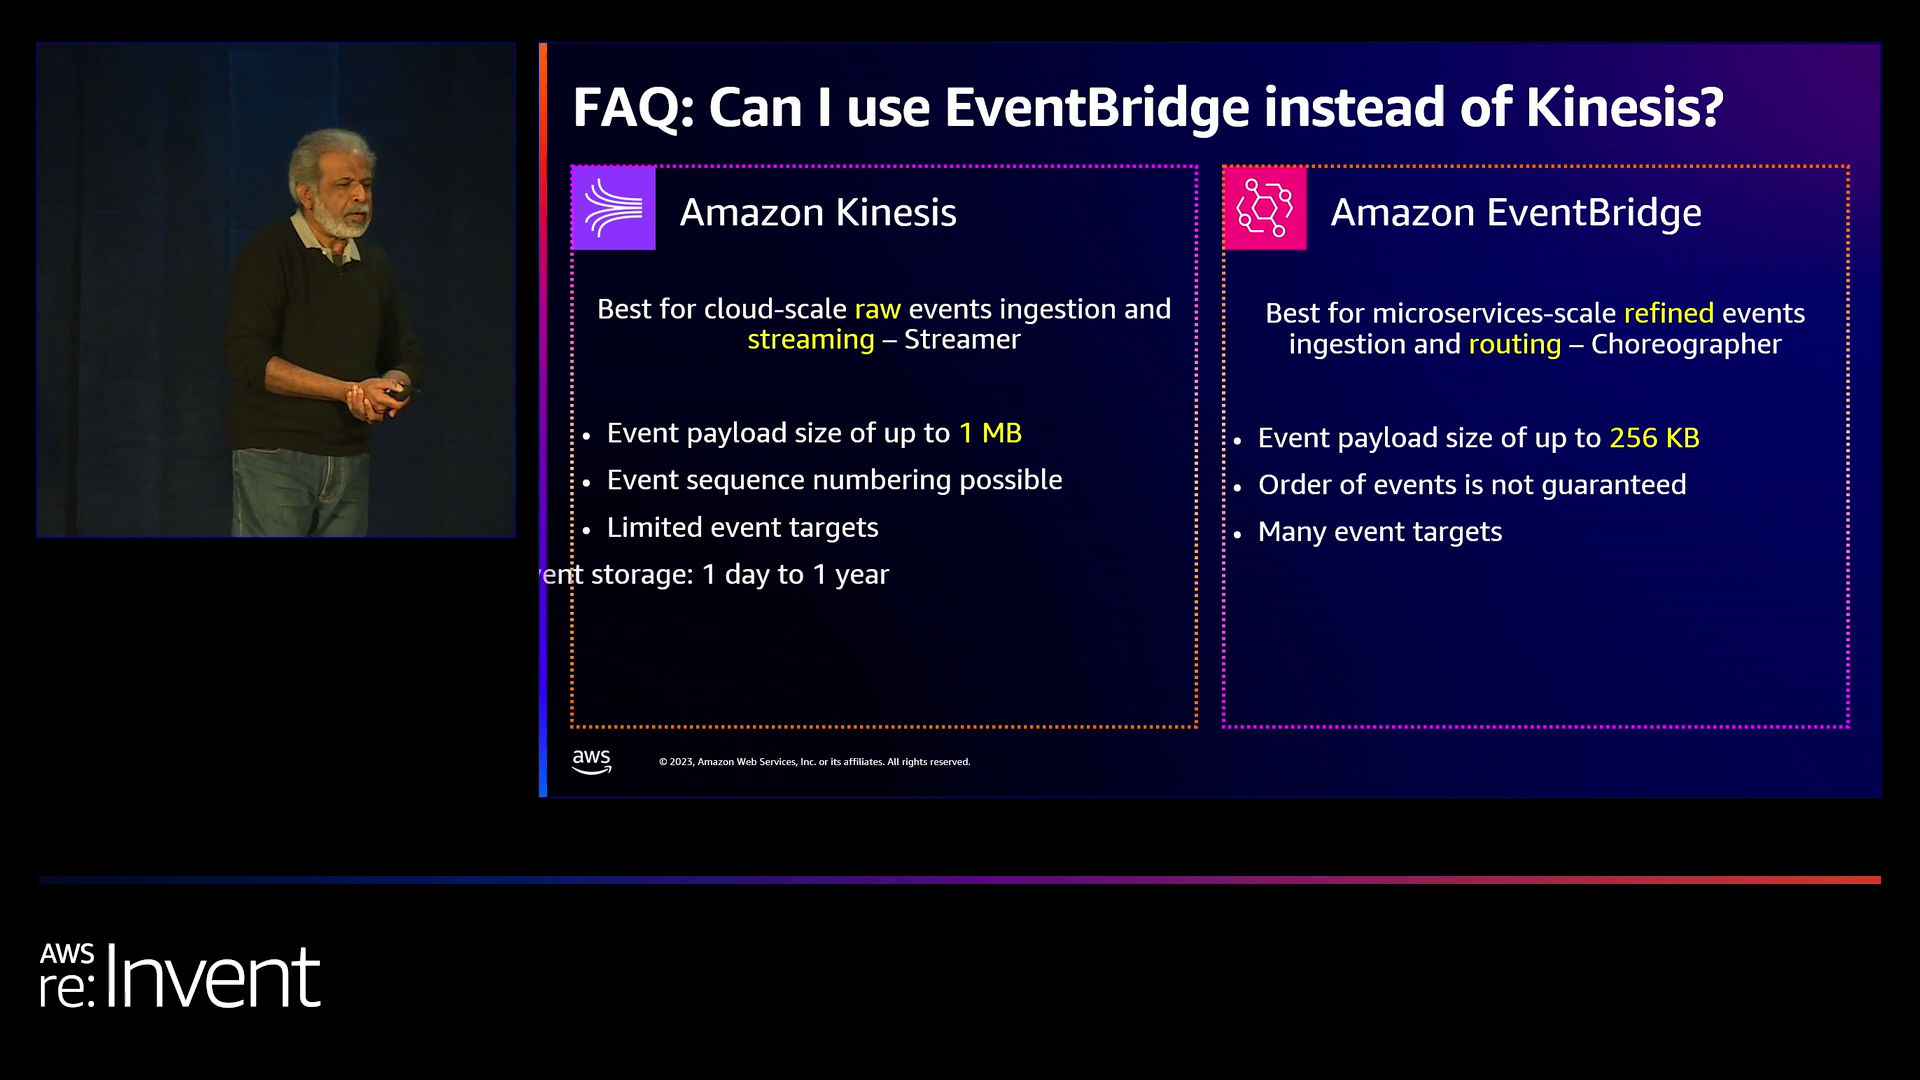 FAQ: Can I use EventBridge instead of Kinesis?
Amazon Kinesis
Best for cloud-scale raw events ingestion and
streaming – Streamer
• Event payload size of up to 1 MB
• Event sequence numbering possible
• Limited event targets
vent storage: 1 day to 1 year
Amazon EventBridge
Best for microservices-scale refined events
ingestion and routing – Choreographer
• Event payload size of up to 256 KB
• Order of events is not guaranteed
• Many event targets
aws
© 2023, Amazon Web Services, Inc. or its affiliates. All rights reserved.
AWS
re:Invent